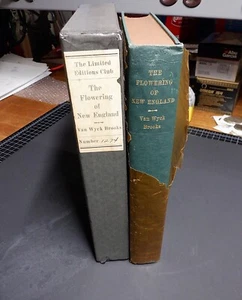 The Limited
Editions Club
The
Flowering
of
New England
Van Wyck Brooks
Number 1024
THE
FLOWERING
OF
NEW ENGLAND
Van Wyck
Brooks